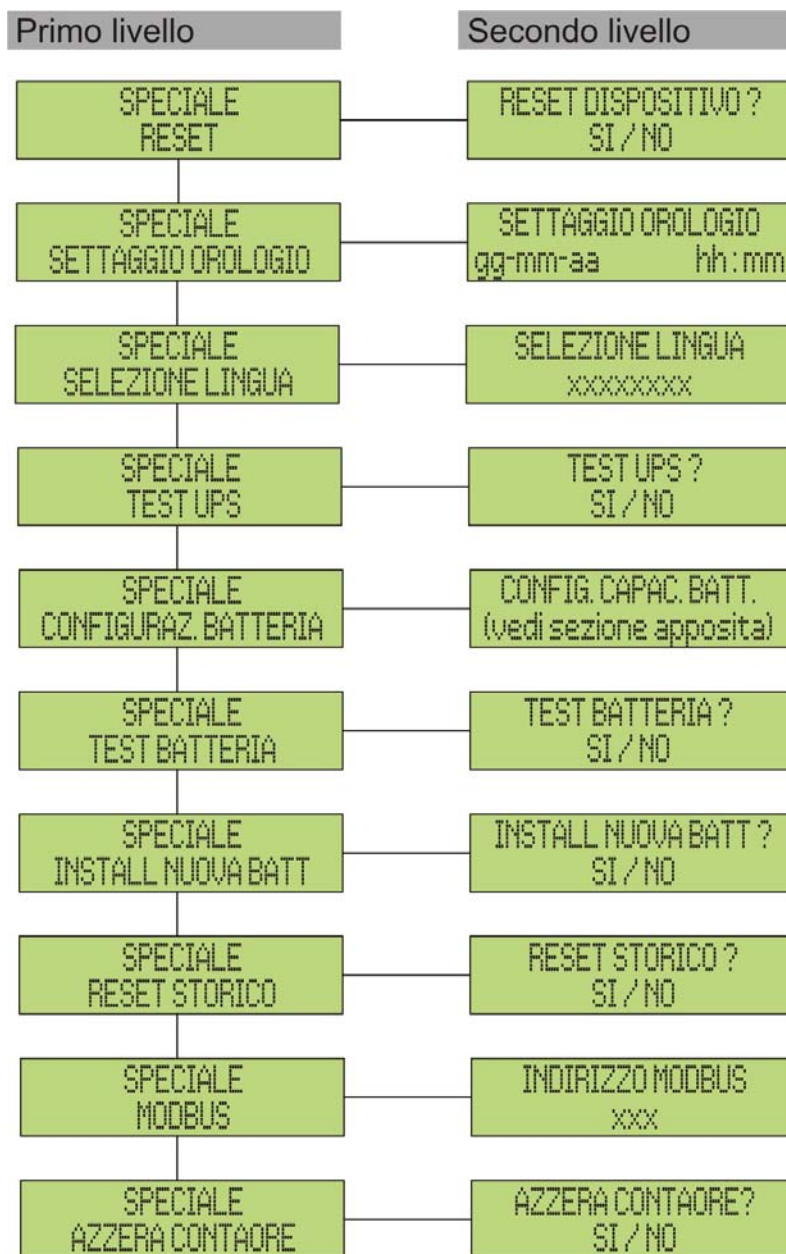 Primo livello
Secondo livello
SPECIALE
RESET
RESET DISPOSITIVO ?
SI / NO
SPECIALE
SETTAGGIO OROLOGIO
SETTAGGIO OROLOGIO
gg-mm-aa hh:mm
SPECIALE
SELEZIONE LINGUA
SELEZIONE LINGUA
xxxxxxxx
SPECIALE
TEST UPS
TEST UPS ?
SI / NO
SPECIALE
CONFIGURAZ. BATTERIA
CONFIG. CAPAC. BATT.
(vedi sezione apposita)
SPECIALE
TEST BATTERIA
TEST BATTERIA ?
SI / NO
SPECIALE
INSTALL NUOVA BATT
INSTALL NUOVA BATT ?
SI / NO
SPECIALE
RESET STORICO
RESET STORICO ?
SI / NO
SPECIALE
MODBUS
INDIRIZZO MODBUS
xxx
SPECIALE
AZZERA CONTAORE
AZZERA CONTAORE?
SI / NO